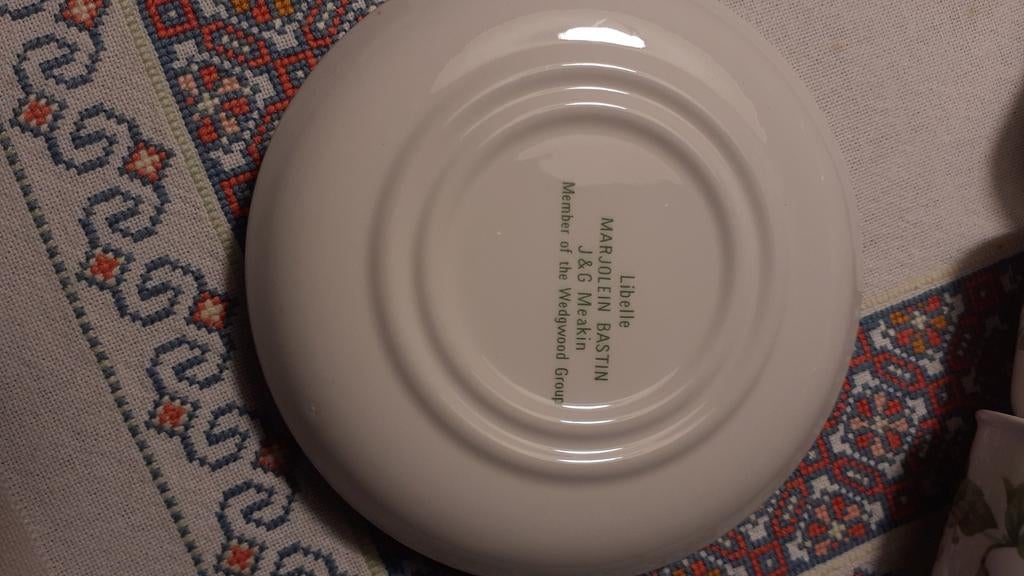 Libelle
MARJOLEIN BASTIN
J&G Meakin
Member of the Wedgwood Group